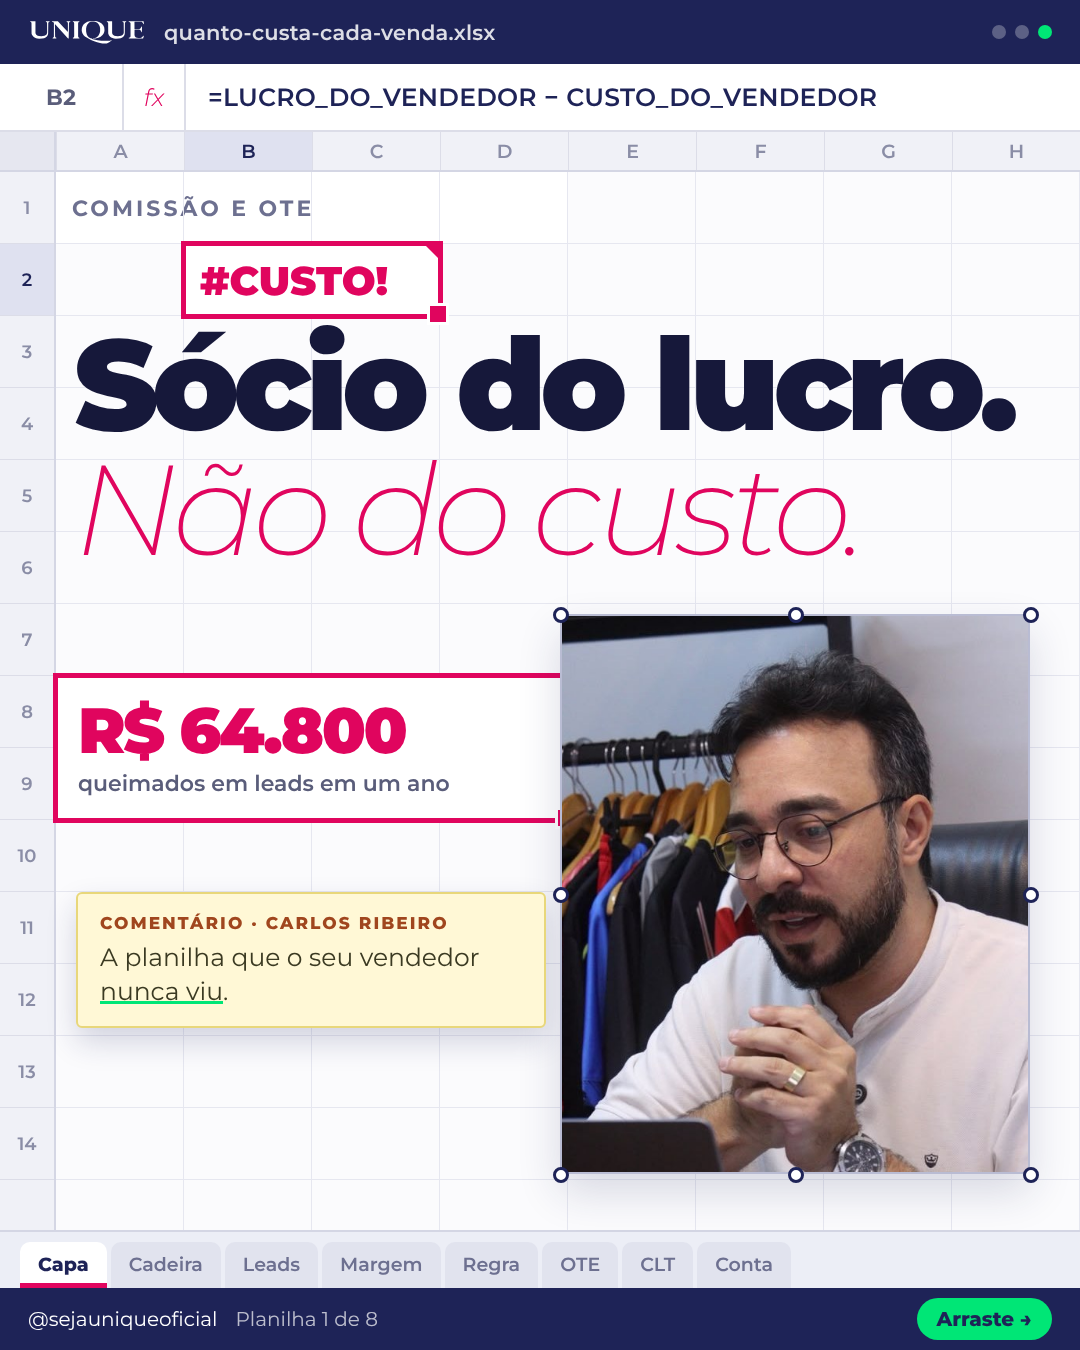 UNIQUE quanto-custa-cada-venda.xlsx
B2 fx =LUCRO_DO_VENDEDOR − CUSTO_DO_VENDEDOR
A B C D E F G H
1 COMISSÃO E OTE
2 #CUSTO!
3
Sócio do lucro.
4
5
Não do custo.
6
7
8 R$ 64.800
9 queimados em leads em um ano
10
11 COMENTÁRIO · CARLOS RIBEIRO
A planilha que o seu vendedor
12 nunca viu.
13
14
Capa Cadeira Leads Margem Regra OTE CLT Conta
@sejauniqueoficial Planilha 1 de 8 Arraste →